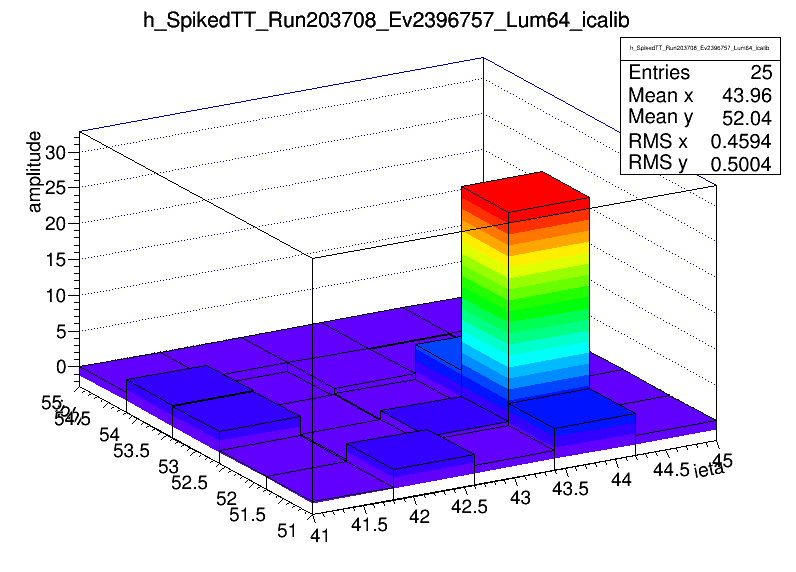 h_SpikedTT_Run203708_Ev2396757_Lum64_icalib
h_SpikedTT_Run203708_Ev2396757_Lum64_icalib
Entries 25
Mean x 43.96
Mean y 52.04
RMS x 0.4594
RMS y 0.5004
amplitude
30
25
20
15
10
5
0
55
54.5
54
53.5
53
52.5
52
51.5
51
41
41.5
42
42.5
43
43.5
44
44.5
45
ieta